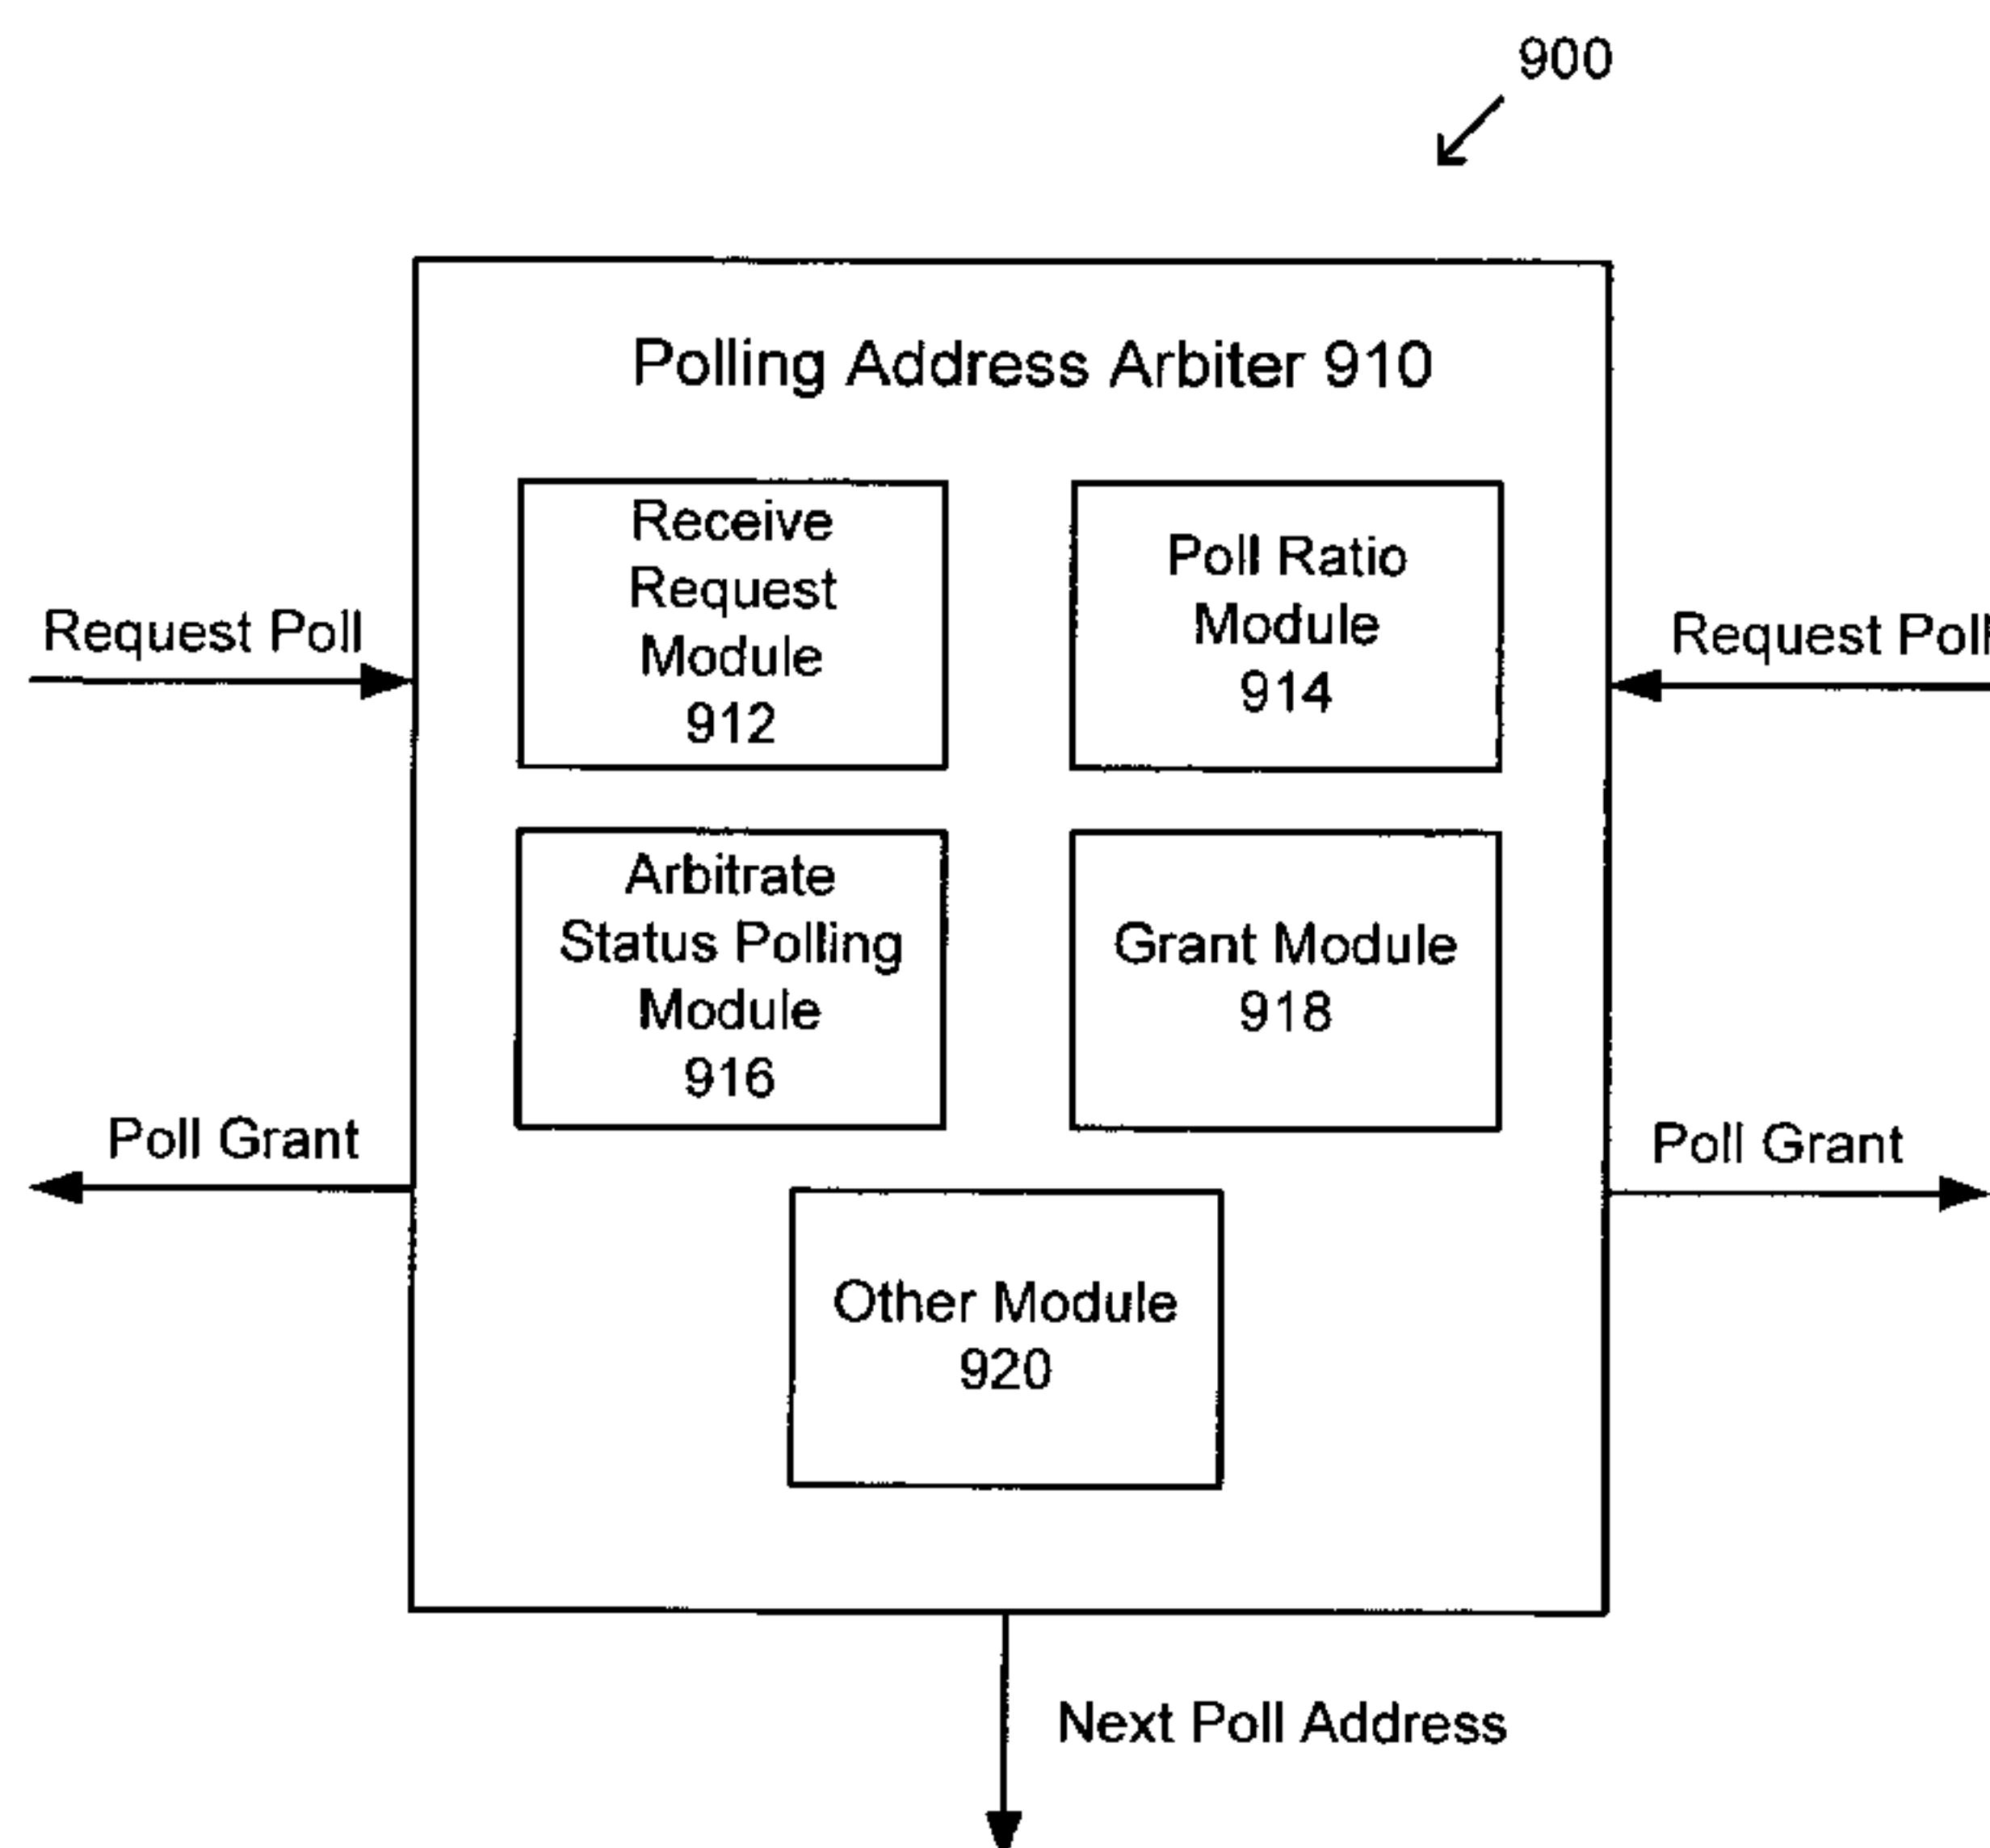 900
Polling Address Arbiter 910
Receive
Request
Module
912
Poll Ratio
Module
914
Request Poll
Request Poll
Arbitrate
Status Polling
Module
916
Grant Module
918
Poll Grant
Poll Grant
Other Module
920
Next Poll Address